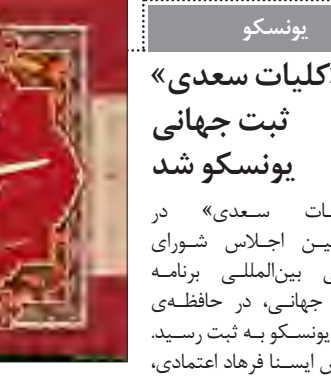 یونسکو
«کلیات سعدی»
ثبت جهانی
یونسکو شد
سعدی» در
اجلاس شورای
بین‌المللی برنامه
جهانی، در حافظه‌ی
یونسکو به ثبت رسید.
ایسنا فرهاد اعتمادی،